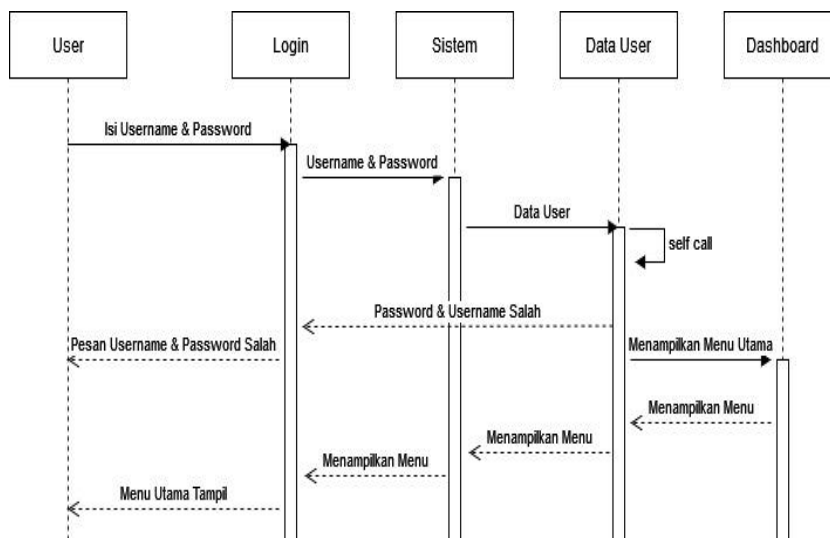 User
Login
Sistem
Data User
Dashboard
Isi Username & Password
Username & Password
Data User
self call
Password & Username Salah
Pesan Username & Password Salah
Menampilkan Menu Utama
Menampilkan Menu
Menampilkan Menu
Menampilkan Menu
Menu Utama Tampil